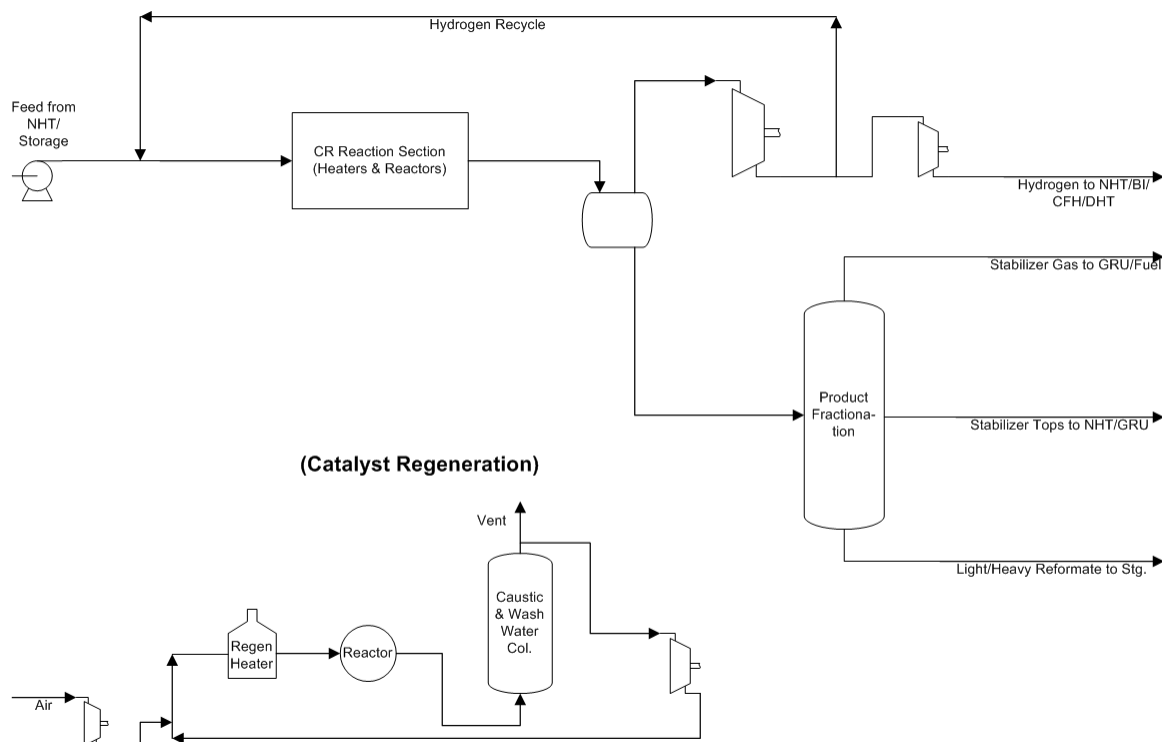 Hydrogen Recycle
Feed from
NHT/
Storage
CR Reaction Section
(Heaters & Reactors)
Hydrogen to NHT/BI/
CFH/DHT
Stabilizer Gas to GRU/Fuel
Product
Fractiona-
tion
Stabilizer Tops to NHT/GRU
(Catalyst Regeneration)
Vent
Light/Heavy Reformate to Stg.
Caustic
& Wash
Water
Col.
Regen
Heater
Reactor
Air